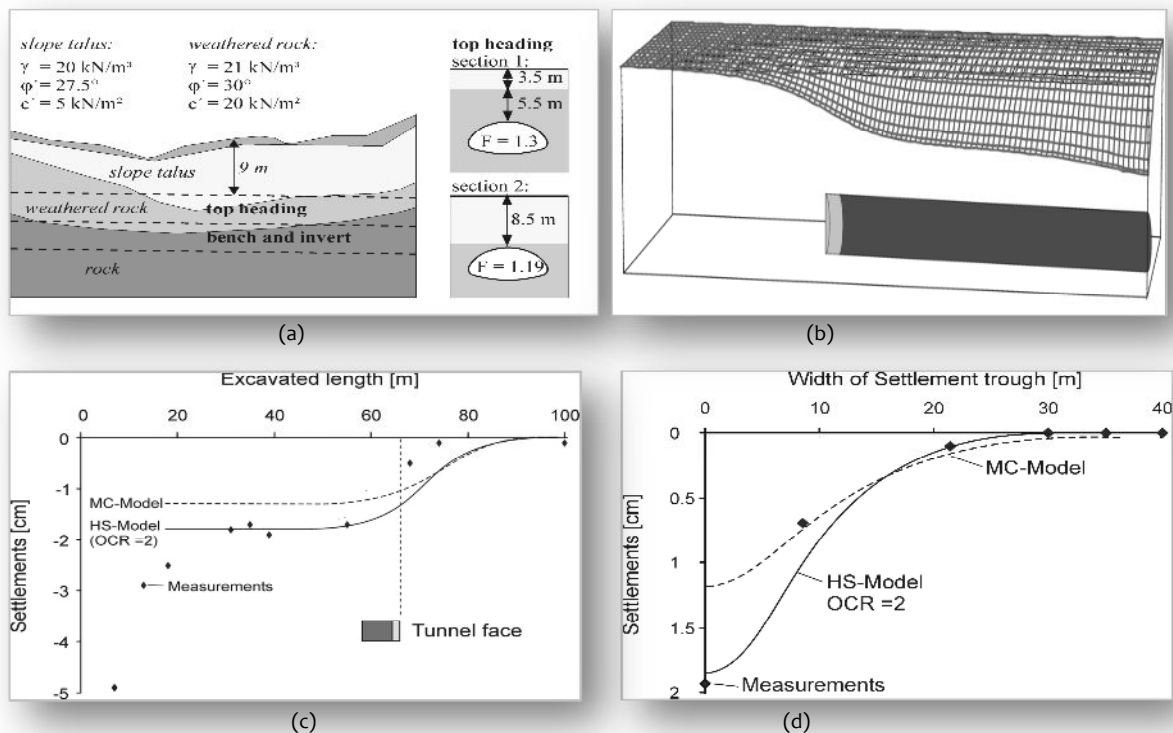 slope talus:
γ = 20 kN/m³
φ´= 27.5°
c´= 5 kN/m²
weathered rock:
γ = 21 kN/m³
φ´= 30°
c´= 20 kN/m²
9 m
slope talus
weathered rock
top heading
bench and invert
rock
top heading
section 1:
3.5 m
5.5 m
F = 1.3
section 2:
8.5 m
F = 1.19
(a)
(b)
Excavated length [m]
0 20 40 60 80 100
0
-1
-2
-3
-4
-5
Settlements [cm]
MC-Model
HS-Model
(OCR =2)
Measurements
Tunnel face
(c)
Width of Settlement trough [m]
0 10 20 30 40
0
0.5
1
1.5
2
Settlements [cm]
MC-Model
HS-Model
OCR =2
Measurements
(d)